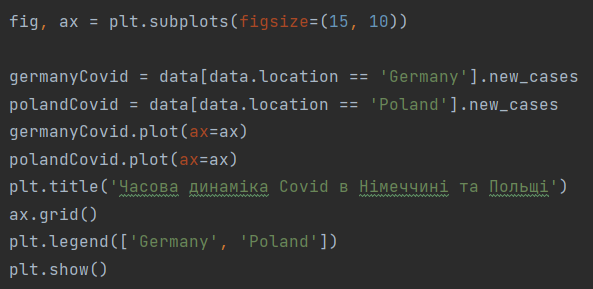 fig, ax = plt.subplots(figsize=(15, 10))
germanyCovid = data[data.location == 'Germany'].new_cases
polandCovid = data[data.location == 'Poland'].new_cases
germanyCovid.plot(ax=ax)
polandCovid.plot(ax=ax)
plt.title('Часова динаміка Covid в Німеччині та Польщі')
ax.grid()
plt.legend(['Germany', 'Poland'])
plt.show()